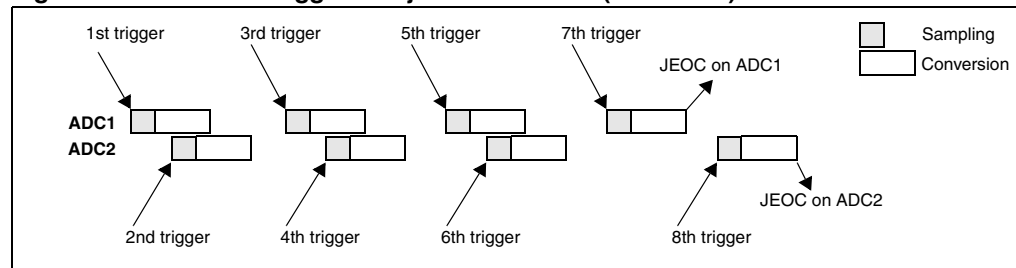 1st trigger
3rd trigger
5th trigger
7th trigger
Sampling
Conversion
JEOC on ADC1
ADC1
ADC2
JEOC on ADC2
2nd trigger
4th trigger
6th trigger
8th trigger